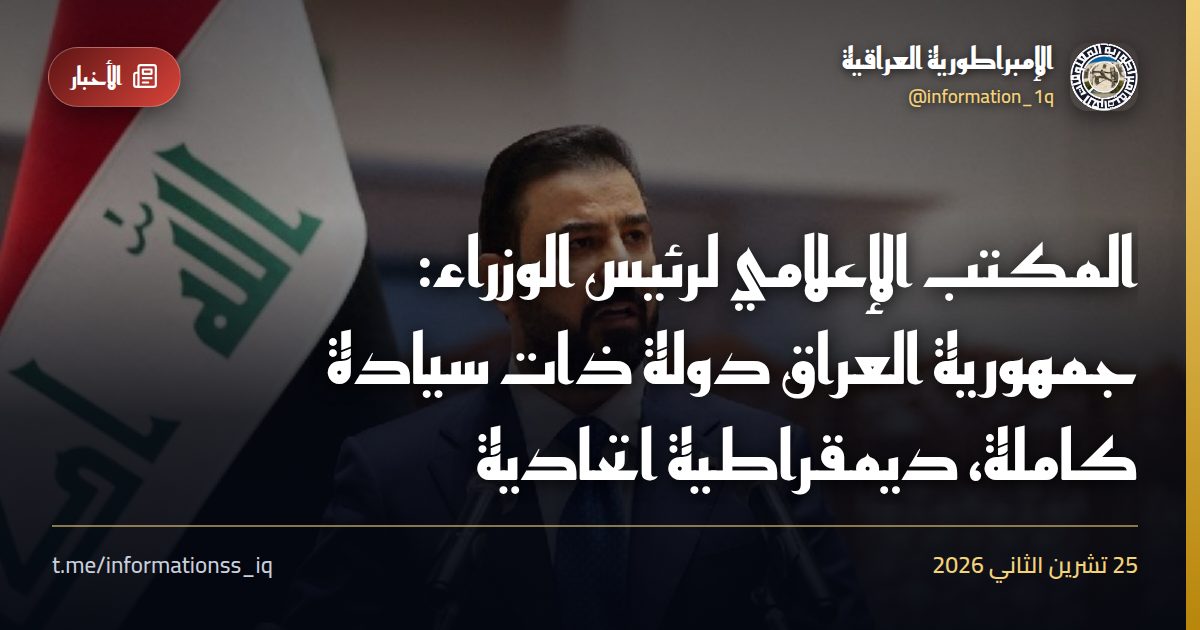 الإمبراطورية العراقية
@information_1q
الأخبار
المكتب الإعلامي لرئيس الوزراء:
جمهورية العراق دولة ذات سيادة
كاملة، ديمقراطية اتحادية
25 تشرين الثاني 2026
t.me/informationss_iq
الله